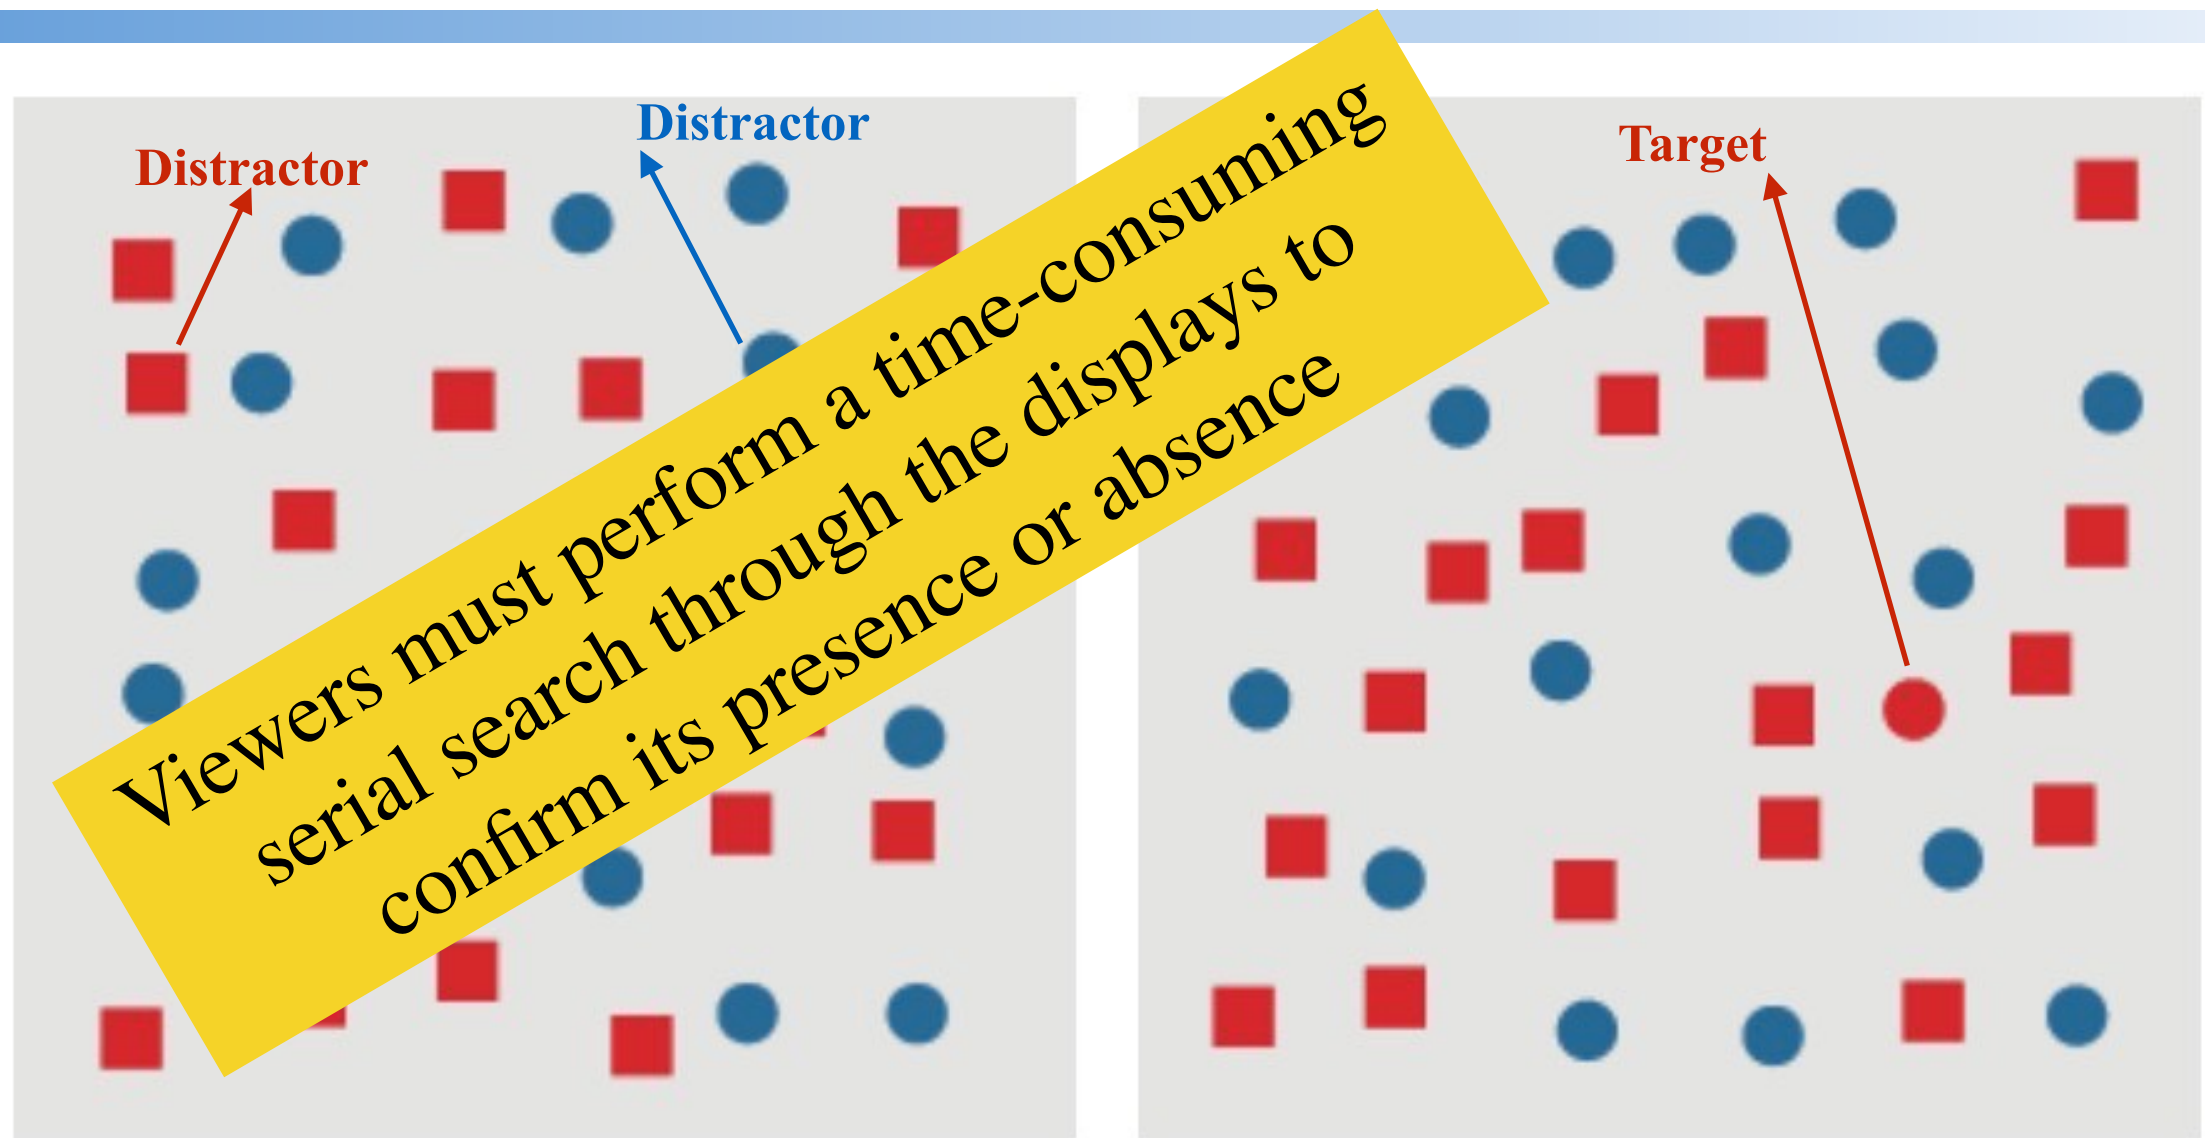 Distractor
Distractor
Target
Viewers must perform a time-consuming
serial search through the displays to
confirm its presence or absence